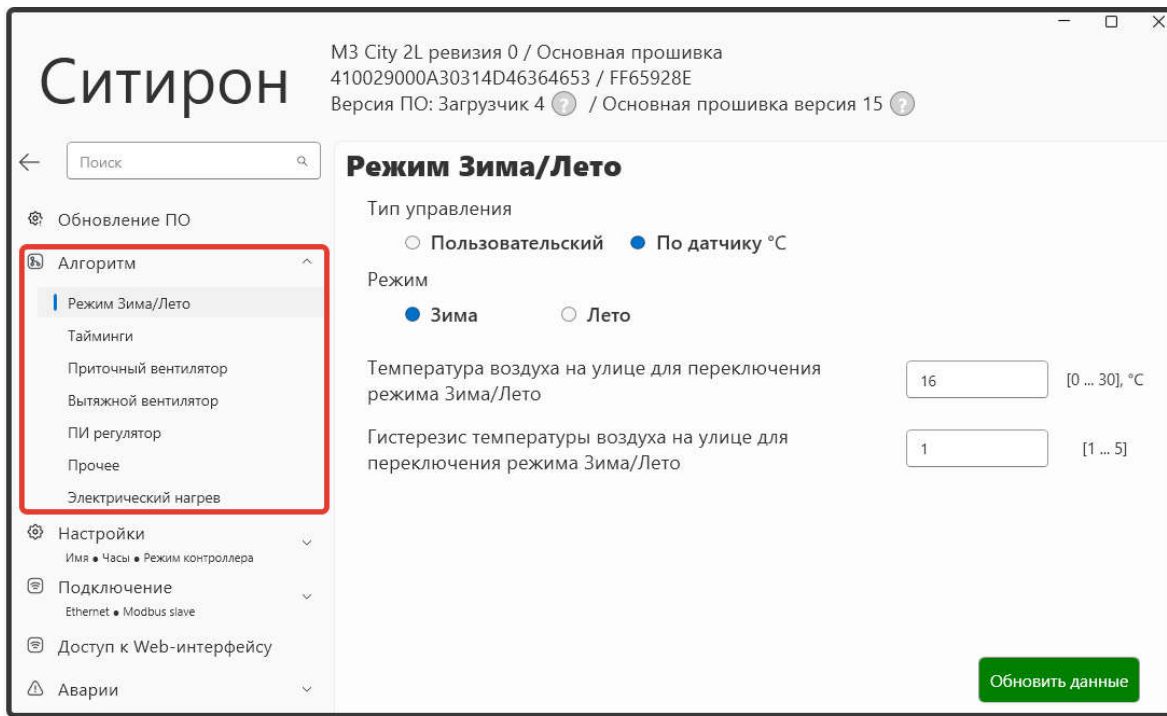 Ситирон
M3 City 2L ревизия 0 / Основная прошивка
410029000A30314D46364653 / FF65928E
Версия ПО: Загрузчик 4 ? / Основная прошивка версия 15 ?
Поиск
Обновление ПО
Алгоритм
Режим Зима/Лето
Тайминги
Приточный вентилятор
Вытяжной вентилятор
ПИ регулятор
Прочее
Электрический нагрев
Настройки
Имя ● Часы ● Режим контроллера
Подключение
Ethernet ● Modbus slave
Доступ к Web-интерфейсу
Аварии
Режим Зима/Лето
Тип управления
Пользовательский По датчику °C
Режим
Зима Лето
Температура воздуха на улице для переключения
режима Зима/Лето
16 [0 ... 30], °C
Гистерезис температуры воздуха на улице для
переключения режима Зима/Лето
1 [1 ... 5]
Обновить данные